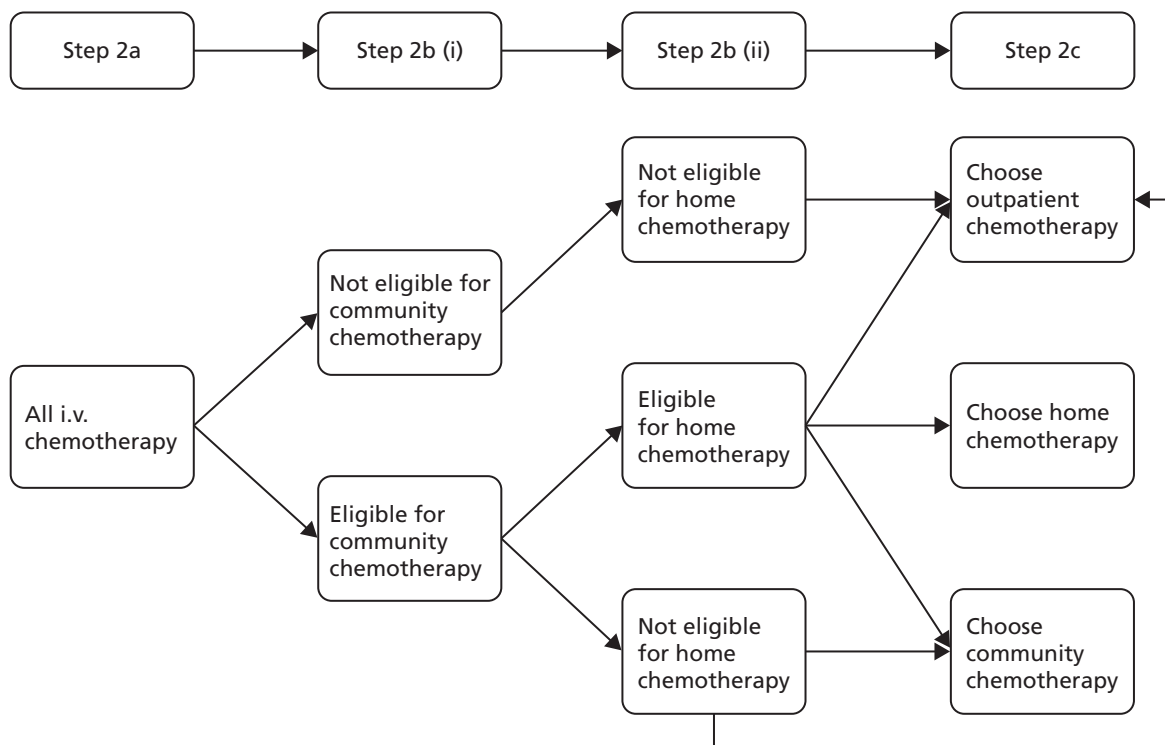 Step 2a
Step 2b (i)
Step 2b (ii)
Step 2c
All i.v.
chemotherapy
Not eligible for
community
chemotherapy
Eligible for
community
chemotherapy
Not eligible
for home
chemotherapy
Eligible
for home
chemotherapy
Not eligible
for home
chemotherapy
Choose
outpatient
chemotherapy
Choose home
chemotherapy
Choose
community
chemotherapy